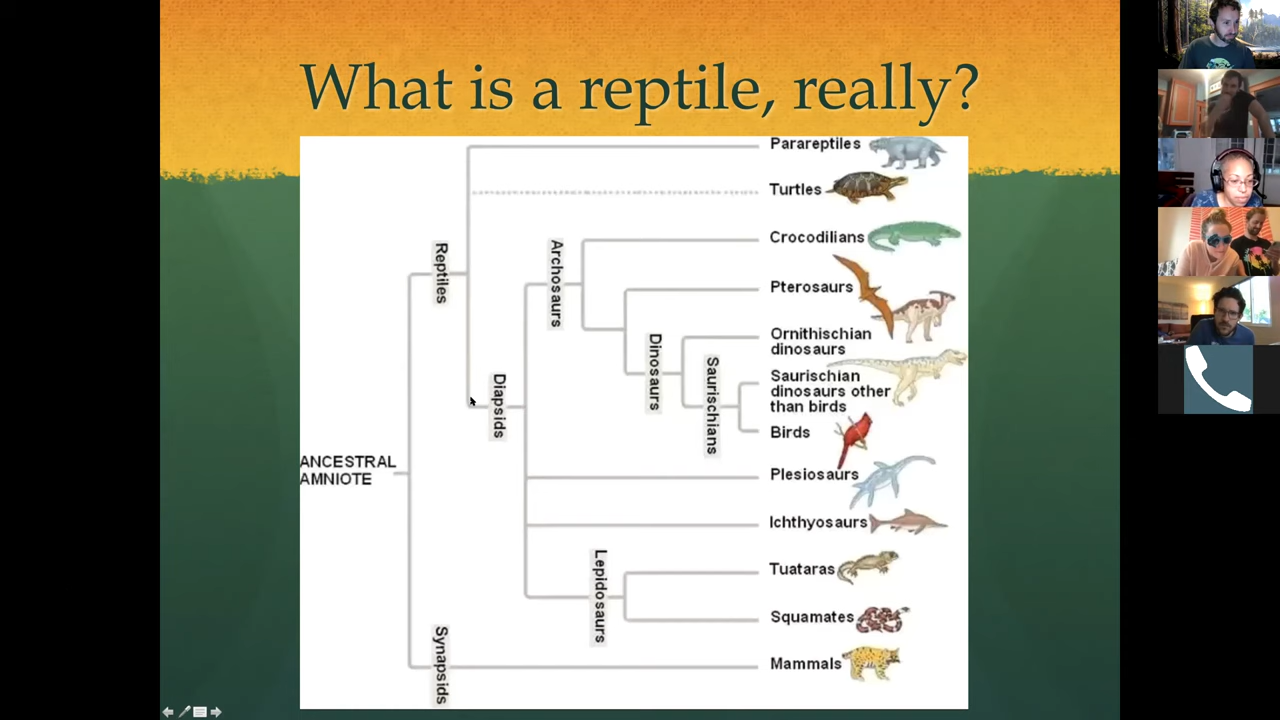 What is a reptile, really?
Parareptiles
Turtles
Crocodilians
Pterosaurs
Ornithischian
dinosaurs
Saurischian
dinosaurs other
than birds
Birds
Plesiosaurs
Ichthyosaurs
Tuataras
Squamates
Mammals
Reptiles
Archosaurs
Dinosaurs
Saurischians
Diapsids
Lepidosaurs
Synapsids
ANCESTRAL
AMNIOTE